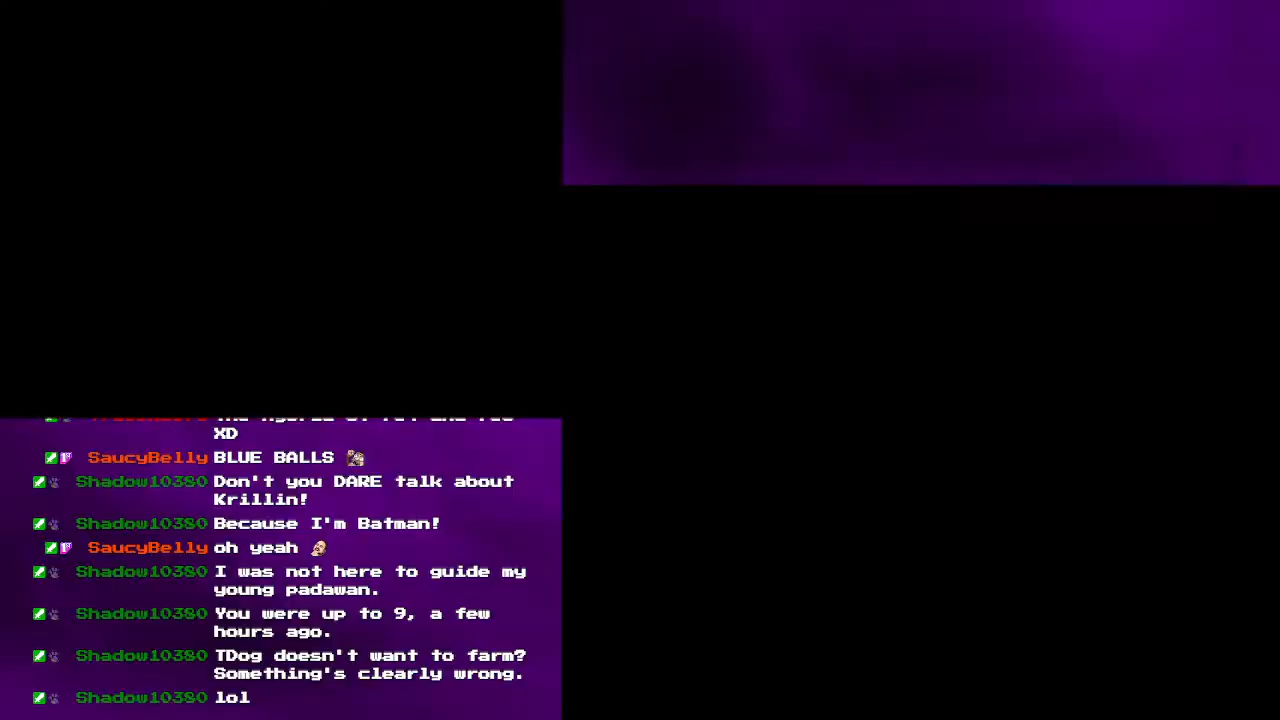 XD
SaucyBelly BLUE BALLS
Shadow10380 Don't you DARE talk about
Krillin!
Shadow10380 Because I'm Batman!
SaucyBelly oh yeah
Shadow10380 I was not here to guide my
young padawan.
Shadow10380 You were up to 9, a few
hours ago.
Shadow10380 TDog doesn't want to farm?
Something's clearly wrong.
Shadow10380 lol